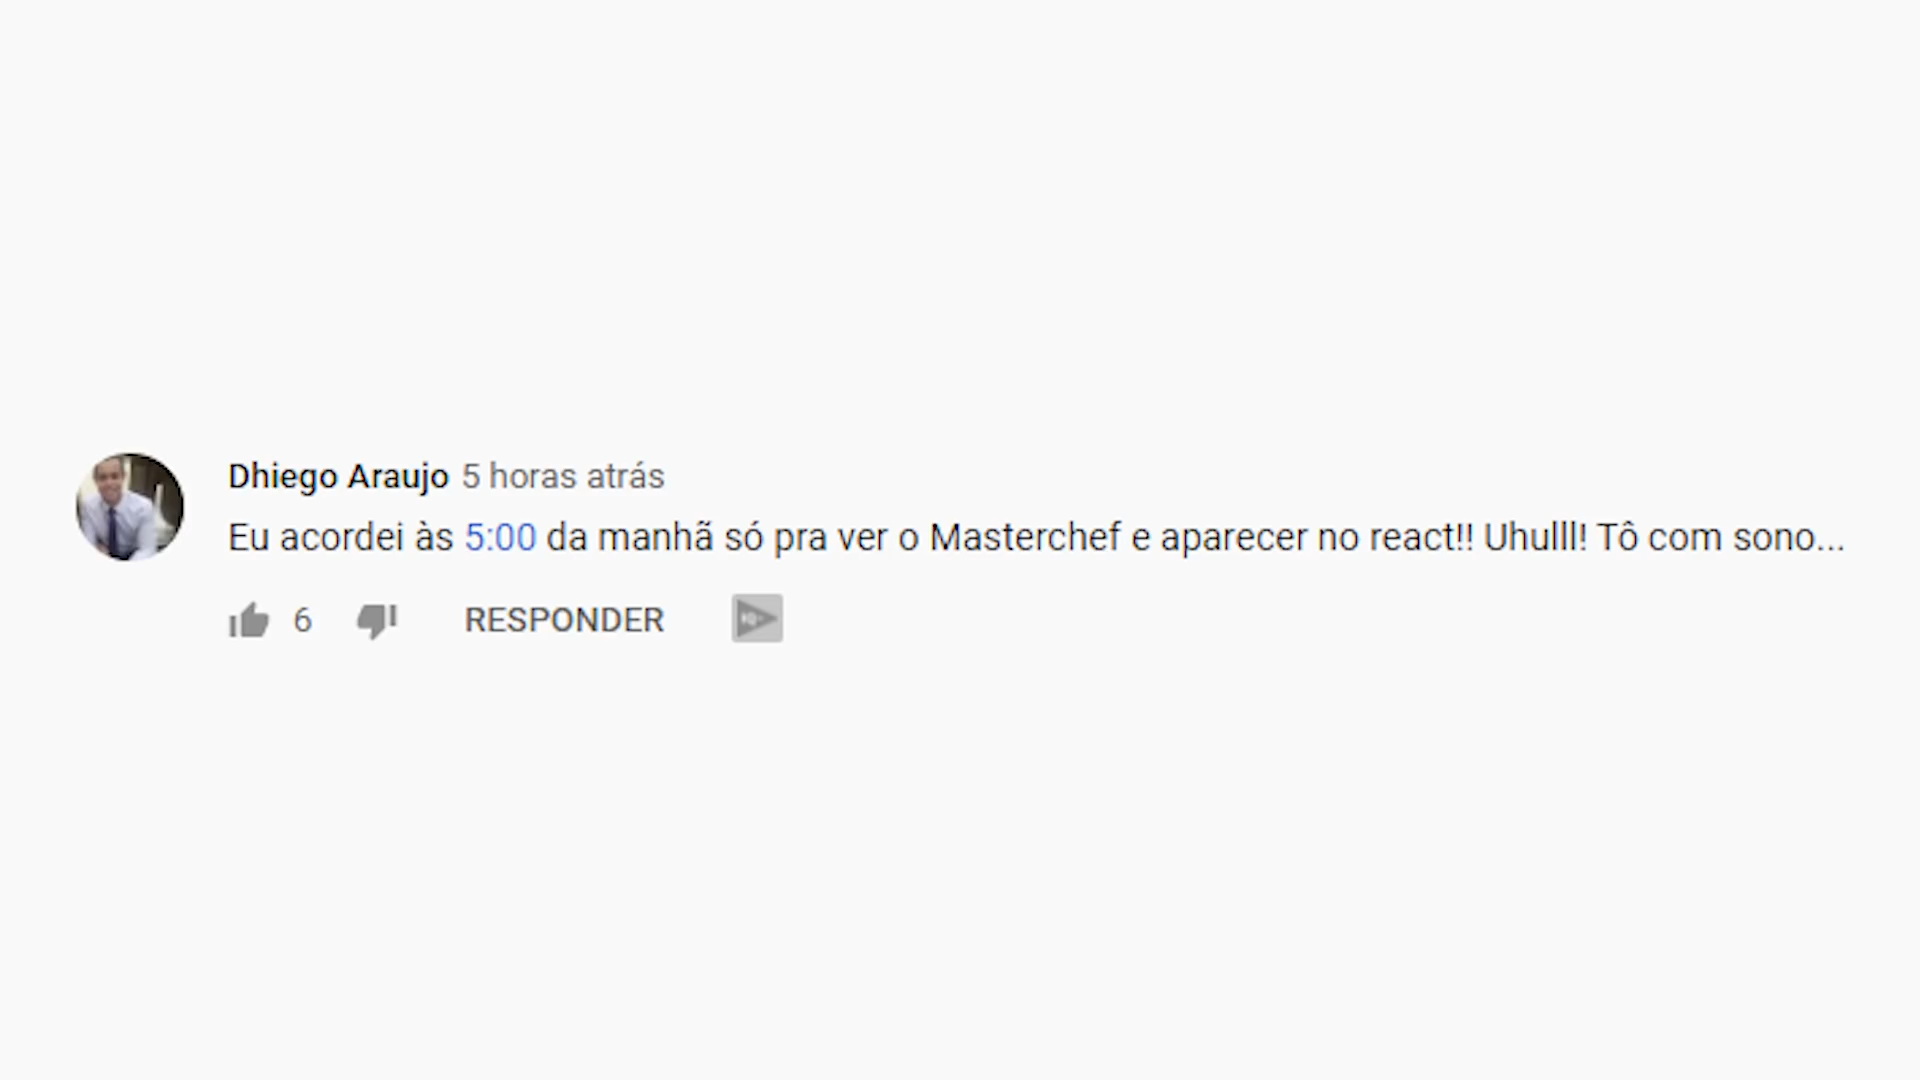 Dhiego Araujo 5 horas atrás
Eu acordei às 5:00 da manhã só pra ver o Masterchef e aparecer no react!! Uhulll! Tô com sono...
6 RESPONDER